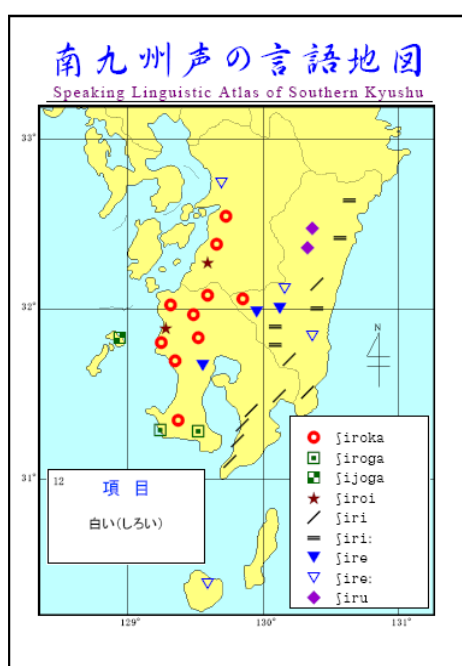 南九州声の言語地図
Speaking Linguistic Atlas of Southern Kyushu
33°
32°
31°
N
12
項 目
白い(しろい)
ʃiroka
ʃiroga
ʃijoga
ʃiroi
ʃiri
ʃiri:
ʃire
ʃire:
ʃiru
129°
130°
131°